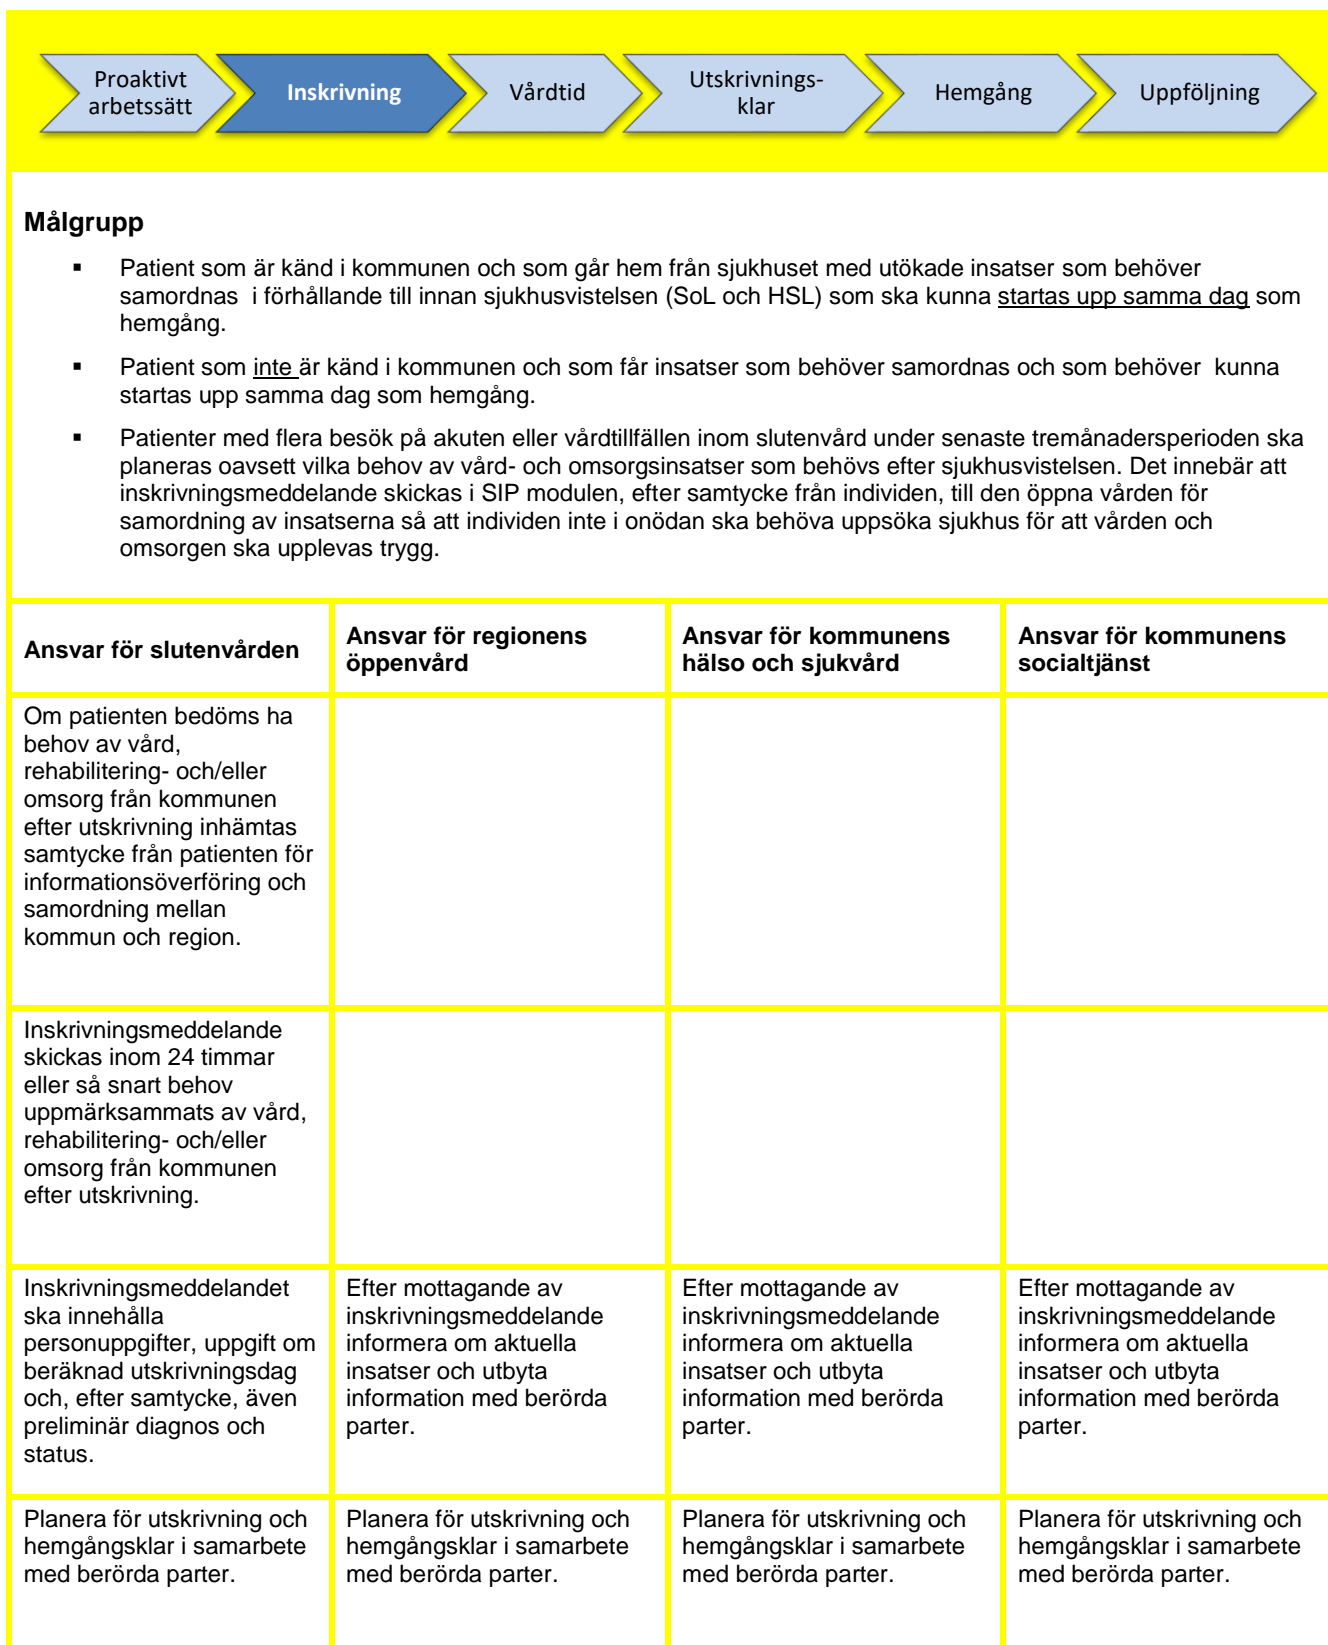 Proaktivt
arbetssätt
Inskrivning
Vårdtid
Utskrivnings-
klar
Hemgång
Uppföljning
Målgrupp
▪ Patient som är känd i kommunen och som går hem från sjukhuset med utökade insatser som behöver
samordnas i förhållande till innan sjukhusvistelsen (SoL och HSL) som ska kunna startas upp samma dag som
hemgång.
▪ Patient som inte är känd i kommunen och som får insatser som behöver samordnas och som behöver kunna
startas upp samma dag som hemgång.
▪ Patienter med flera besök på akuten eller vårdtillfällen inom slutenvård under senaste tremånadersperioden ska
planeras oavsett vilka behov av vård- och omsorgsinsatser som behövs efter sjukhusvistelsen. Det innebär att
inskrivningsmeddelande skickas i SIP modulen, efter samtycke från individen, till den öppna vården för
samordning av insatserna så att individen inte i onödan ska behöva uppsöka sjukhus för att vården och
omsorgen ska upplevas trygg.
Ansvar för slutenvården
Ansvar för regionens
öppenvård
Ansvar för kommunens
hälso och sjukvård
Ansvar för kommunens
socialtjänst
Om patienten bedöms ha
behov av vård,
rehabilitering- och/eller
omsorg från kommunen
efter utskrivning inhämtas
samtycke från patienten för
informationsöverföring och
samordning mellan
kommun och region.
Inskrivningsmeddelande
skickas inom 24 timmar
eller så snart behov
uppmärksammats av vård,
rehabilitering- och/eller
omsorg från kommunen
efter utskrivning.
Inskrivningsmeddelandet
ska innehålla
personuppgifter, uppgift om
beräknad utskrivningsdag
och, efter samtycke, även
preliminär diagnos och
status.
Efter mottagande av
inskrivningsmeddelande
informera om aktuella
insatser och utbyta
information med berörda
parter.
Efter mottagande av
inskrivningsmeddelande
informera om aktuella
insatser och utbyta
information med berörda
parter.
Efter mottagande av
inskrivningsmeddelande
informera om aktuella
insatser och utbyta
information med berörda
parter.
Planera för utskrivning och
hemgångsklar i samarbete
med berörda parter.
Planera för utskrivning och
hemgångsklar i samarbete
med berörda parter.
Planera för utskrivning och
hemgångsklar i samarbete
med berörda parter.
Planera för utskrivning och
hemgångsklar i samarbete
med berörda parter.